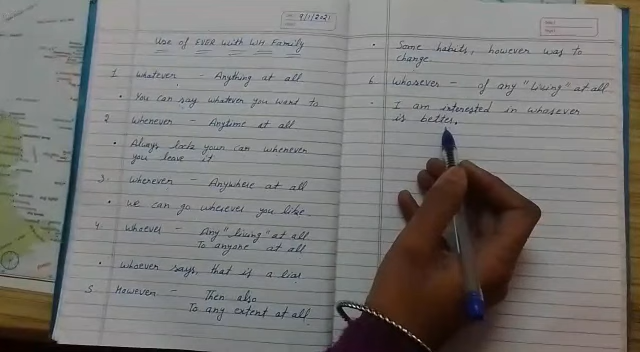 9/1/2021
Use of EVER with WH Family
1. Whatever - Anything at all
• You can say whatever you want to
2. Whenever - Anytime at all
• Always lock your car whenever
you leave it
3. Whenever - Anywhere at all
• We can go wherever you like.
4. Whoever - Any "living" at all
To anyone at all
• Whoever says, that is a liar
5. However - Then also
To any extent at all.
• Some habits, however was to
change.
6. Whosever - of any "living" at all
• I am interested in whosever
is better.